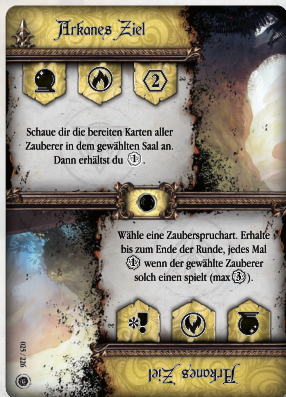 Arkanes Ziel
2
Schaue dir die bereiten Karten aller
Zauberer in dem gewählten Saal an.
Dann erhältst du 1.
Wähle eine Zauberspruchart. Erhalte
bis zum Ende der Runde, jedes Mal
1 wenn der gewählte Zauberer
solch einen spielt (max 3).
*!
Arkanes Ziel
025 / 226